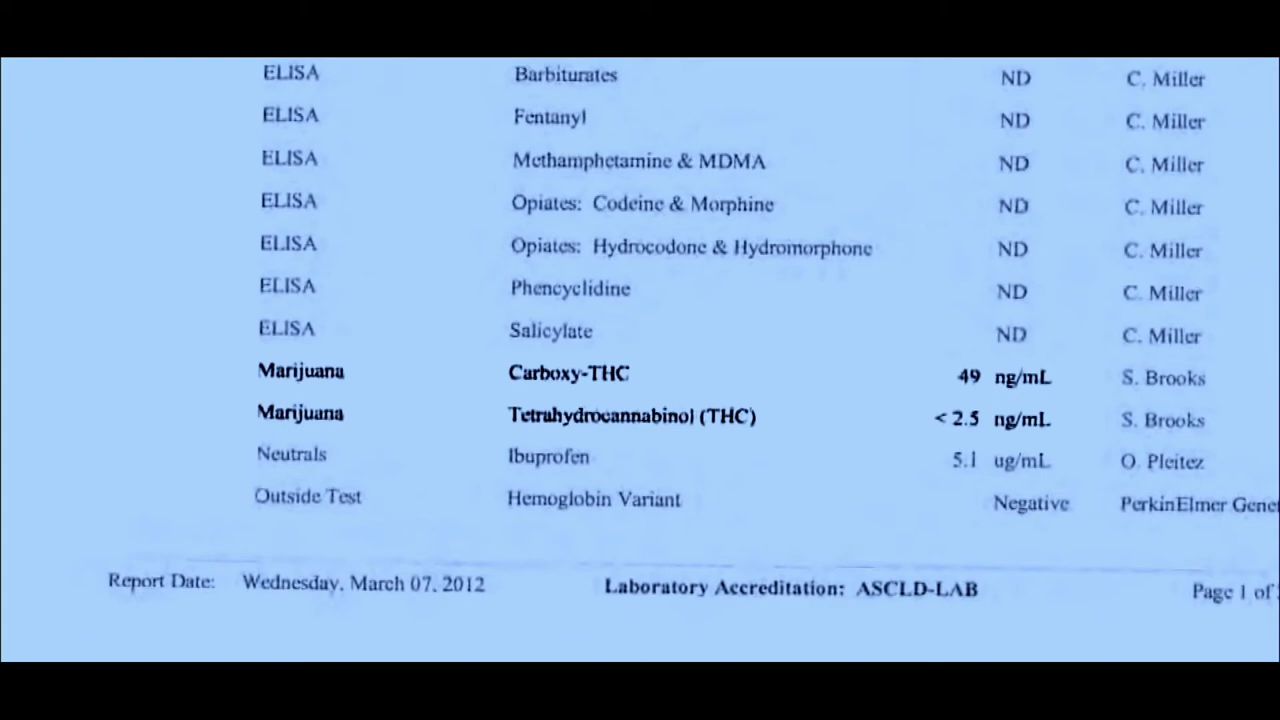 ELISA Barbiturates ND C. Miller
ELISA Fentanyl ND C. Miller
ELISA Methamphetamine & MDMA ND C. Miller
ELISA Opiates: Codeine & Morphine ND C. Miller
ELISA Opiates: Hydrocodone & Hydromorphone ND C. Miller
ELISA Phencyclidine ND C. Miller
ELISA Salicylate ND C. Miller
Marijuana Carboxy-THC 49 ng/mL S. Brooks
Marijuana Tetrahydrocannabinol (THC) < 2.5 ng/mL S. Brooks
Neutrals Ibuprofen 5.1 ug/mL O. Pleitez
Outside Test Hemoglobin Variant Negative PerkinElmer
Report Date: Wednesday, March 07, 2012 Laboratory Accreditation: ASCLD-LAB Page 1 of